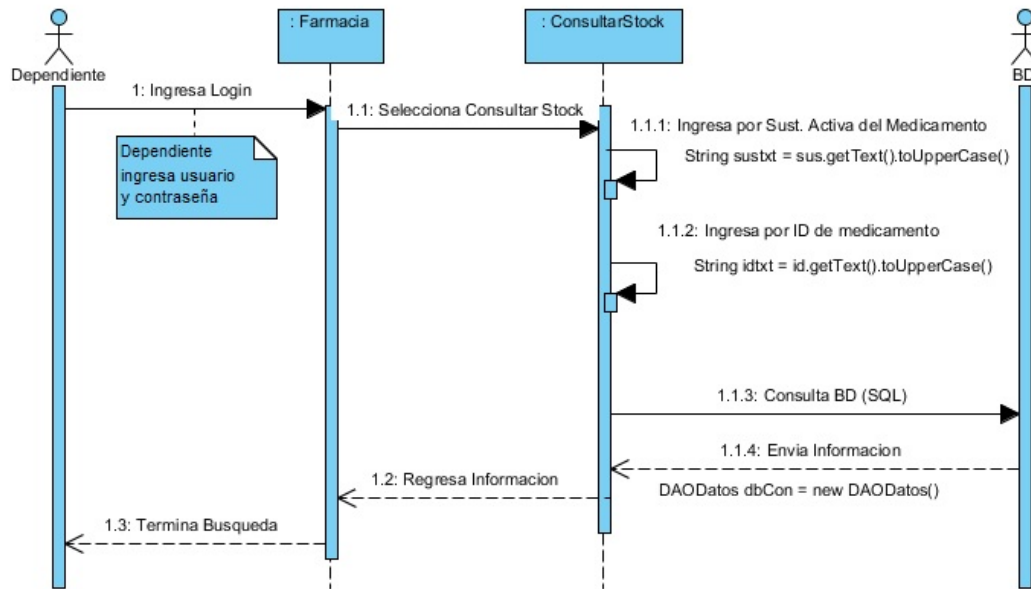 : Farmacia
: ConsultarStock
Dependiente
BD
1: Ingresa Login
1.1: Selecciona Consultar Stock
Dependiente
ingresa usuario
y contraseña
1.1.1: Ingresa por Sust. Activa del Medicamento
String sustxt = sus.getText().toUpperCase()
1.1.2: Ingresa por ID de medicamento
String idtxt = id.getText().toUpperCase()
1.1.3: Consulta BD (SQL)
1.1.4: Envia Informacion
DAODatos dbCon = new DAODatos()
1.2: Regresa Informacion
1.3: Termina Busqueda